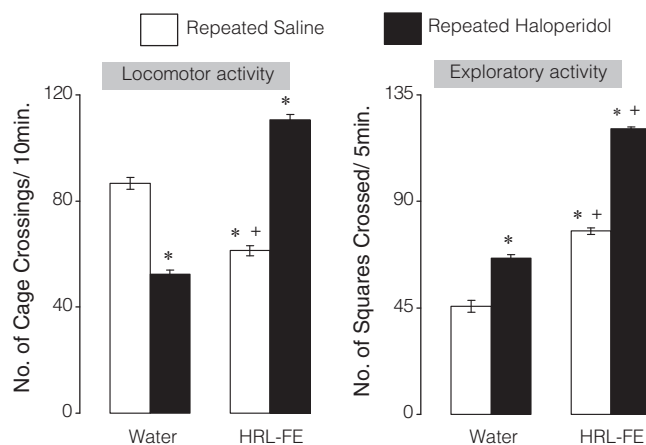 Repeated Saline
Repeated Haloperidol
Locomotor activity
No. of Cage Crossings/ 10min.
120
80
40
0
*
* +
*
Water
HRL-FE
Exploratory activity
No. of Squares Crossed/ 5min.
135
90
45
0
*
* +
* +
Water
HRL-FE